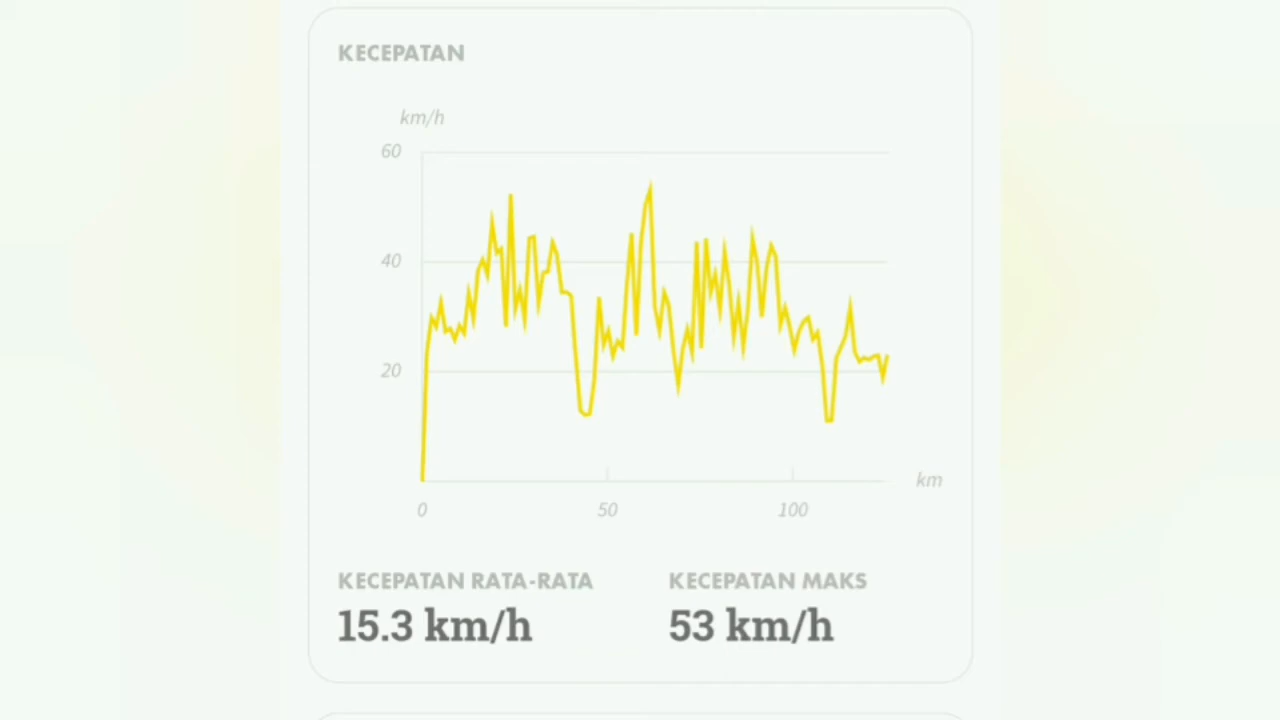 KECEPATAN
km/h
60
40
20
km
0 50 100
KECEPATAN RATA-RATA KECEPATAN MAKS
15.3 km/h 53 km/h